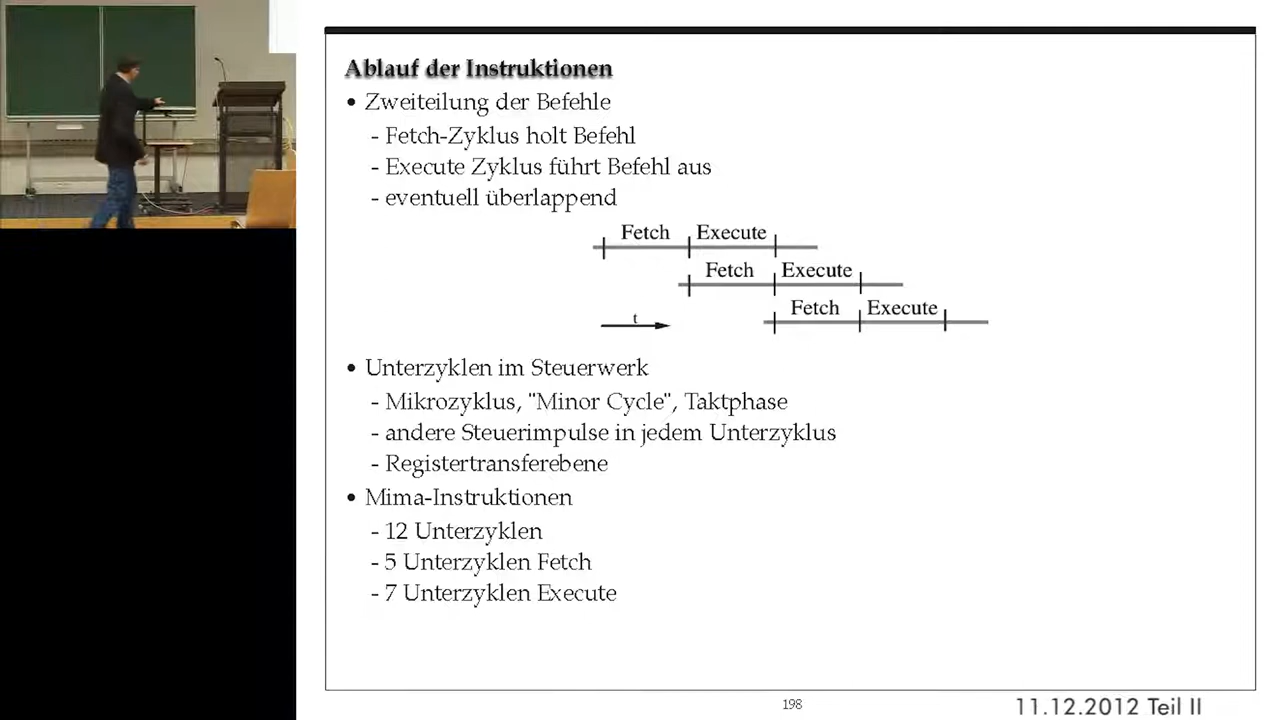 Ablauf der Instruktionen
• Zweiteilung der Befehle
- Fetch-Zyklus holt Befehl
- Execute Zyklus führt Befehl aus
- eventuell überlappend
Fetch Execute
Fetch Execute
Fetch Execute
t
• Unterzyklen im Steuerwerk
- Mikrozyklus, "Minor Cycle", Taktphase
- andere Steuerimpulse in jedem Unterzyklus
- Registertransferebene
• Mima-Instruktionen
- 12 Unterzyklen
- 5 Unterzyklen Fetch
- 7 Unterzyklen Execute
198
11.12.2012 Teil II